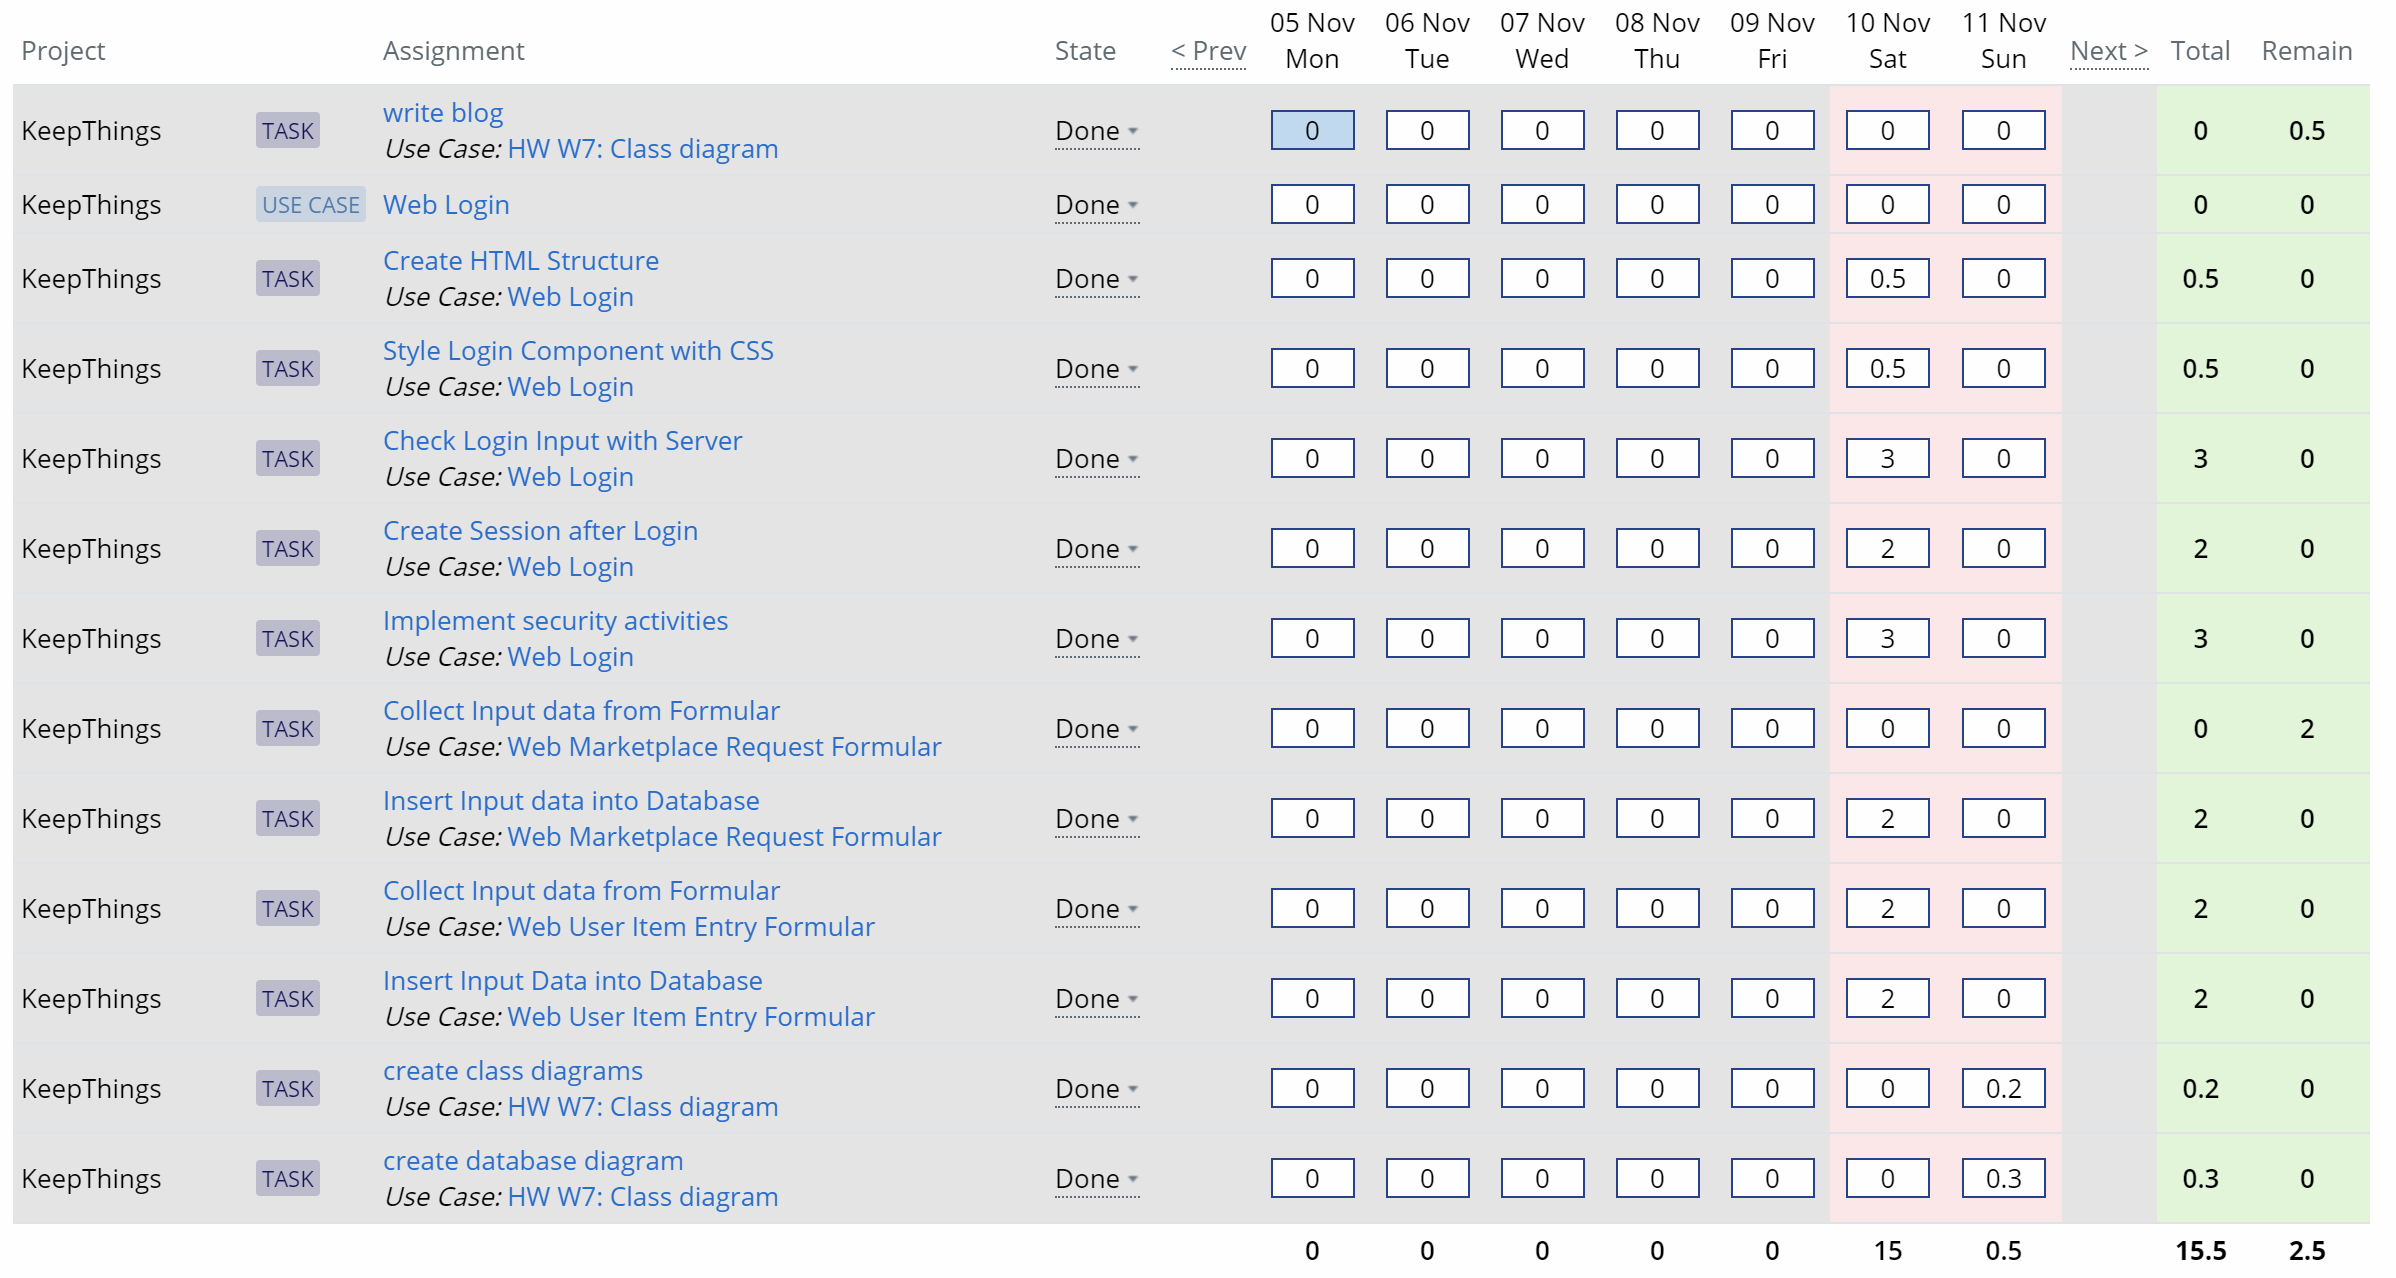 Project Assignment State < Prev 05 Nov Mon 06 Nov Tue 07 Nov Wed 08 Nov Thu 09 Nov Fri 10 Nov Sat 11 Nov Sun Next > Total Remain
KeepThings TASK write blog Done 0 0 0 0 0 0 0 0 0.5
Use Case: HW W7: Class diagram
KeepThings USE CASE Web Login Done 0 0 0 0 0 0 0 0 0
KeepThings TASK Create HTML Structure Done 0 0 0 0 0 0.5 0 0.5 0
Use Case: Web Login
KeepThings TASK Style Login Component with CSS Done 0 0 0 0 0 0.5 0 0.5 0
Use Case: Web Login
KeepThings TASK Check Login Input with Server Done 0 0 0 0 0 3 0 3 0
Use Case: Web Login
KeepThings TASK Create Session after Login Done 0 0 0 0 0 2 0 2 0
Use Case: Web Login
KeepThings TASK Implement security activities Done 0 0 0 0 0 3 0 3 0
Use Case: Web Login
KeepThings TASK Collect Input data from Formular Done 0 0 0 0 0 0 0 0 2
Use Case: Web Marketplace Request Formular
KeepThings TASK Insert Input data into Database Done 0 0 0 0 0 2 0 2 0
Use Case: Web Marketplace Request Formular
KeepThings TASK Collect Input data from Formular Done 0 0 0 0 0 2 0 2 0
Use Case: Web User Item Entry Formular
KeepThings TASK Insert Input Data into Database Done 0 0 0 0 0 2 0 2 0
Use Case: Web User Item Entry Formular
KeepThings TASK create class diagrams Done 0 0 0 0 0 0 0.2 0.2 0
Use Case: HW W7: Class diagram
KeepThings TASK create database diagram Done 0 0 0 0 0 0 0.3 0.3 0
Use Case: HW W7: Class diagram
0 0 0 0 0 15 0.5 15.5 2.5